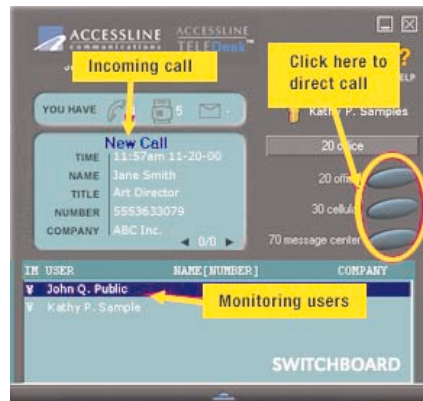 ACCESSLINE
communications
ACCESSLINE
TELEDesk™
Incoming call
Click here to
direct call
?
HELP
YOU HAVE 5 -
Kathy P. Samples
New Call
TIME 11:57am 11-20-00
NAME Jane Smith
TITLE Art Director
NUMBER 5553633079
COMPANY ABC Inc.
0/0
20 office
20 office
30 cellular
70 message center
IM USER NAME[NUMBER] COMPANY
¥ John Q. Public
¥ Kathy P. Sample
Monitoring users
SWITCHBOARD